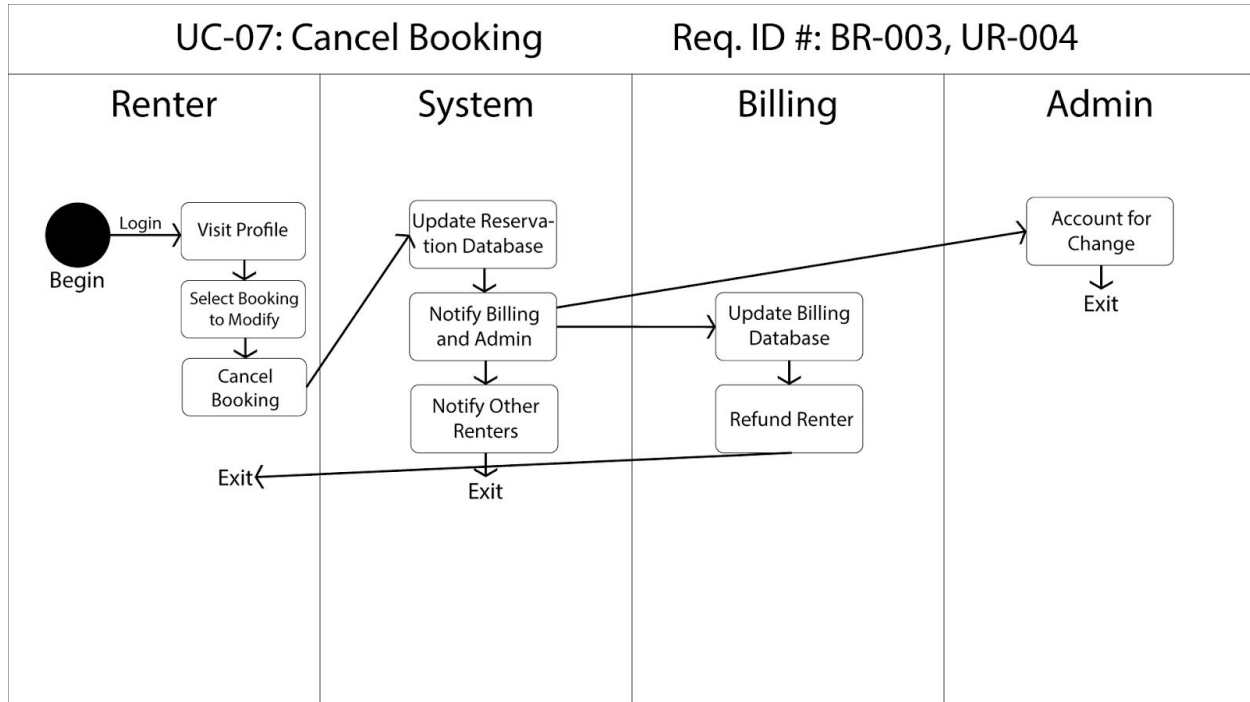 UC-07: Cancel Booking
Req. ID #: BR-003, UR-004
Renter
System
Billing
Admin
Begin
Login
Visit Profile
Select Booking
to Modify
Cancel
Booking
Exit
Update Reserva-
tion Database
Notify Billing
and Admin
Notify Other
Renters
Exit
Update Billing
Database
Refund Renter
Account for
Change
Exit